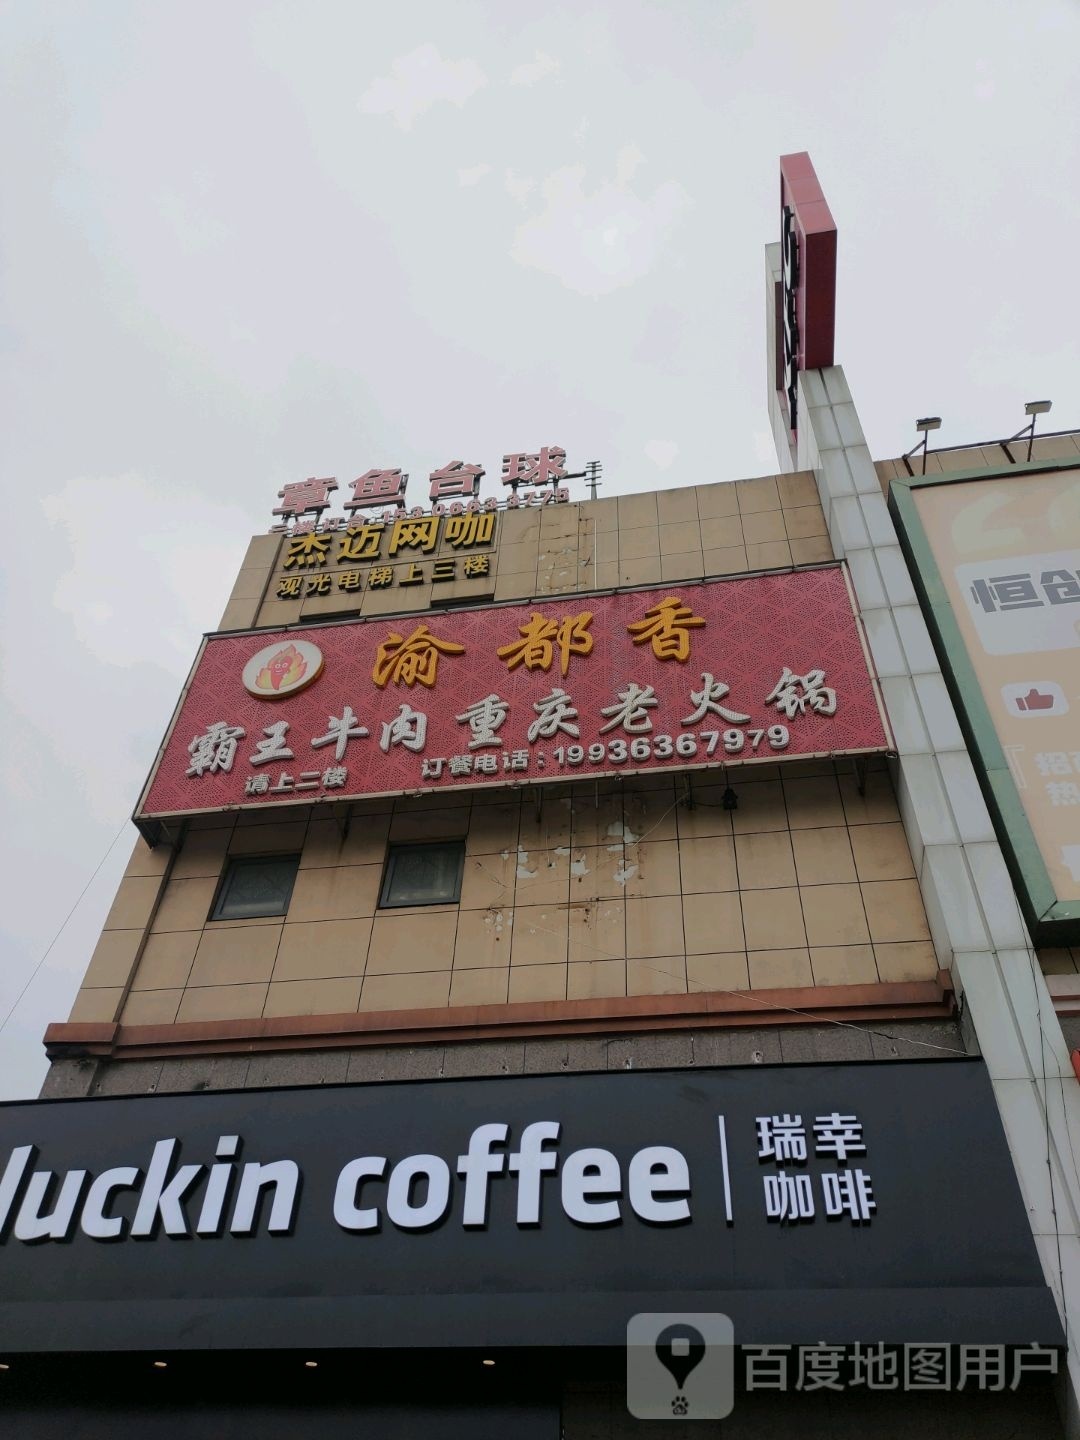 章鱼台球
杰迈网咖
观光电梯上三楼
渝都香
霸王牛肉重庆老火锅
请上二楼 订餐电话：19936367979
恒创
luckin coffee 瑞幸咖啡
百度地图用户